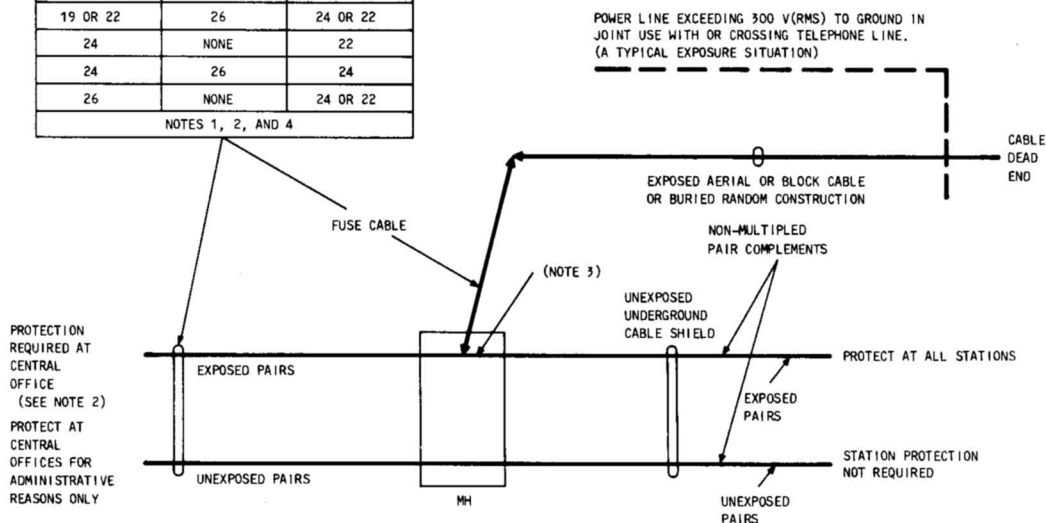 19 OR 22 26 24 OR 22
24 NONE 22
24 26 24
26 NONE 24 OR 22
NOTES 1, 2, AND 4
POWER LINE EXCEEDING 300 V(RMS) TO GROUND IN
JOINT USE WITH OR CROSSING TELEPHONE LINE.
(A TYPICAL EXPOSURE SITUATION)
CABLE
DEAD
END
EXPOSED AERIAL OR BLOCK CABLE
OR BURIED RANDOM CONSTRUCTION
FUSE CABLE
NON-MULTIPLED
PAIR COMPLEMENTS
(NOTE 3)
UNEXPOSED
UNDERGROUND
CABLE SHIELD
PROTECTION
REQUIRED AT
CENTRAL
OFFICE
(SEE NOTE 2)
EXPOSED PAIRS
PROTECT AT ALL STATIONS
EXPOSED
PAIRS
PROTECT AT
CENTRAL
OFFICES FOR
ADMINISTRATIVE
REASONS ONLY
UNEXPOSED PAIRS
STATION PROTECTION
NOT REQUIRED
MH
UNEXPOSED
PAIRS